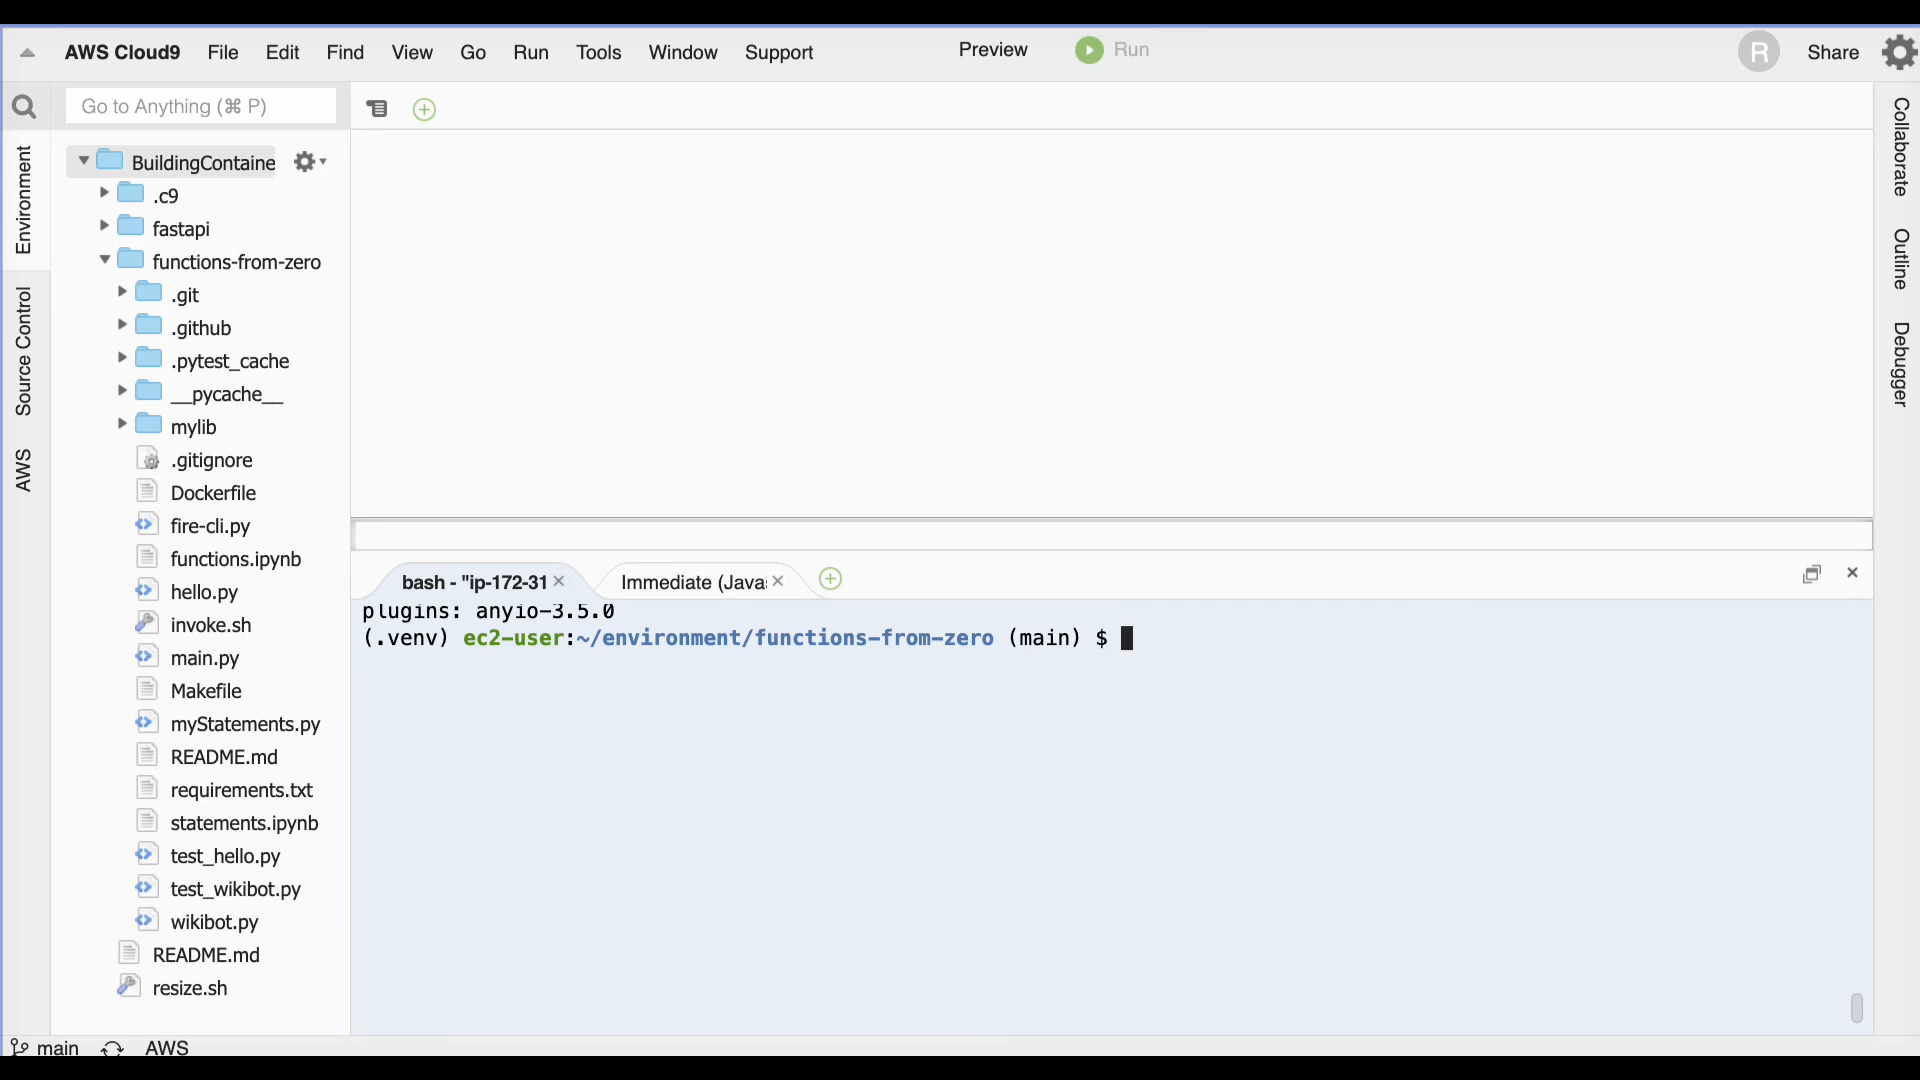 AWS Cloud9 File Edit Find View Go Run Tools Window Support Preview Run R Share
Go to Anything (⌘ P)
Environment
Source Control
AWS
BuildingContaine
.c9
fastapi
functions-from-zero
.git
.github
.pytest_cache
__pycache__
mylib
.gitignore
Dockerfile
fire-cli.py
functions.ipynb
hello.py
invoke.sh
main.py
Makefile
myStatements.py
README.md
requirements.txt
statements.ipynb
test_hello.py
test_wikibot.py
wikibot.py
README.md
resize.sh
bash - "ip-172-31 Immediate (Java
plugins: anyio-3.5.0
(.venv) ec2-user:~/environment/functions-from-zero (main) $
Collaborate
Outline
Debugger
main AWS